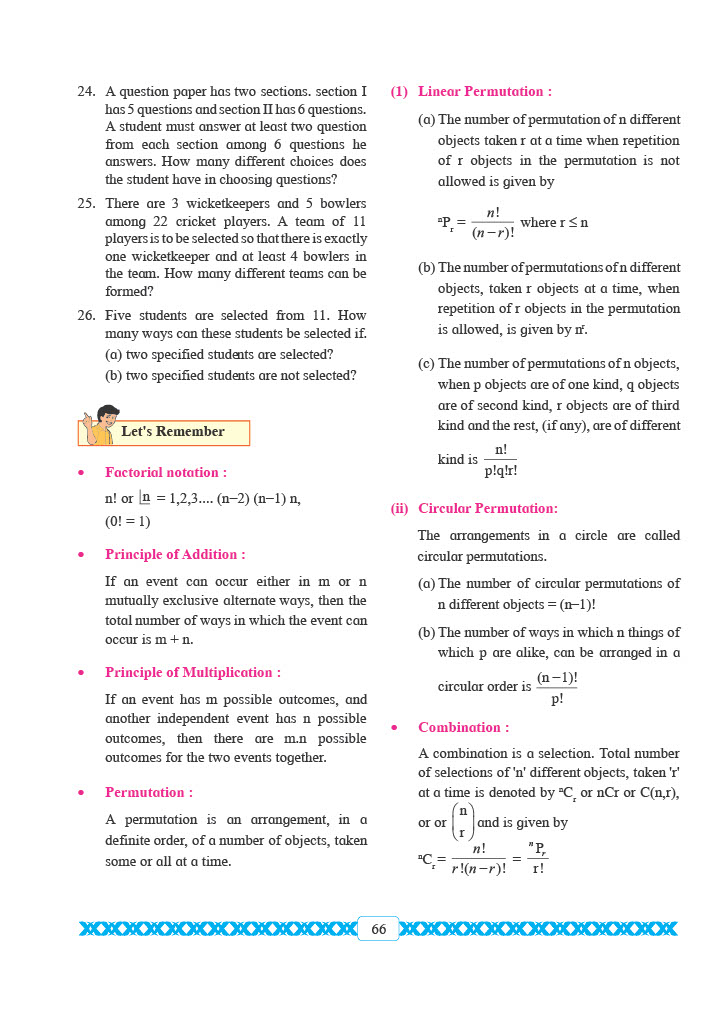 24. A question paper has two sections. section I
has 5 questions and section II has 6 questions.
A student must answer at least two question
from each section among 6 questions he
answers. How many different choices does
the student have in choosing questions?
25. There are 3 wicketkeepers and 5 bowlers
among 22 cricket players. A team of 11
players is to be selected so that there is exactly
one wicketkeeper and at least 4 bowlers in
the team. How many different teams can be
formed?
26. Five students are selected from 11. How
many ways can these students be selected if.
(a) two specified students are selected?
(b) two specified students are not selected?
Let's Remember
• Factorial notation :
n! or |n = 1,2,3.... (n–2) (n–1) n,
(0! = 1)
• Principle of Addition :
If an event can occur either in m or n
mutually exclusive alternate ways, then the
total number of ways in which the event can
occur is m + n.
• Principle of Multiplication :
If an event has m possible outcomes, and
another independent event has n possible
outcomes, then there are m.n possible
outcomes for the two events together.
• Permutation :
A permutation is an arrangement, in a
definite order, of a number of objects, taken
some or all at a time.
(1) Linear Permutation :
(a) The number of permutation of n different
objects taken r at a time when repetition
of r objects in the permutation is not
allowed is given by
ⁿPᵣ = n! / (n – r)! where r ≤ n
(b) The number of permutations of n different
objects, taken r objects at a time, when
repetition of r objects in the permutation
is allowed, is given by nʳ.
(c) The number of permutations of n objects,
when p objects are of one kind, q objects
are of second kind, r objects are of third
kind and the rest, (if any), are of different
kind is n! / p!q!r!
(ii) Circular Permutation:
The arrangements in a circle are called
circular permutations.
(a) The number of circular permutations of
n different objects = (n–1)!
(b) The number of ways in which n things of
which p are alike, can be arranged in a
circular order is (n – 1)! / p!
• Combination :
A combination is a selection. Total number
of selections of 'n' different objects, taken 'r'
at a time is denoted by ⁿCᵣ or nCr or C(n,r),
or or (n r) and is given by
ⁿCᵣ = n! / r!(n – r)! = ⁿPᵣ / r!
66